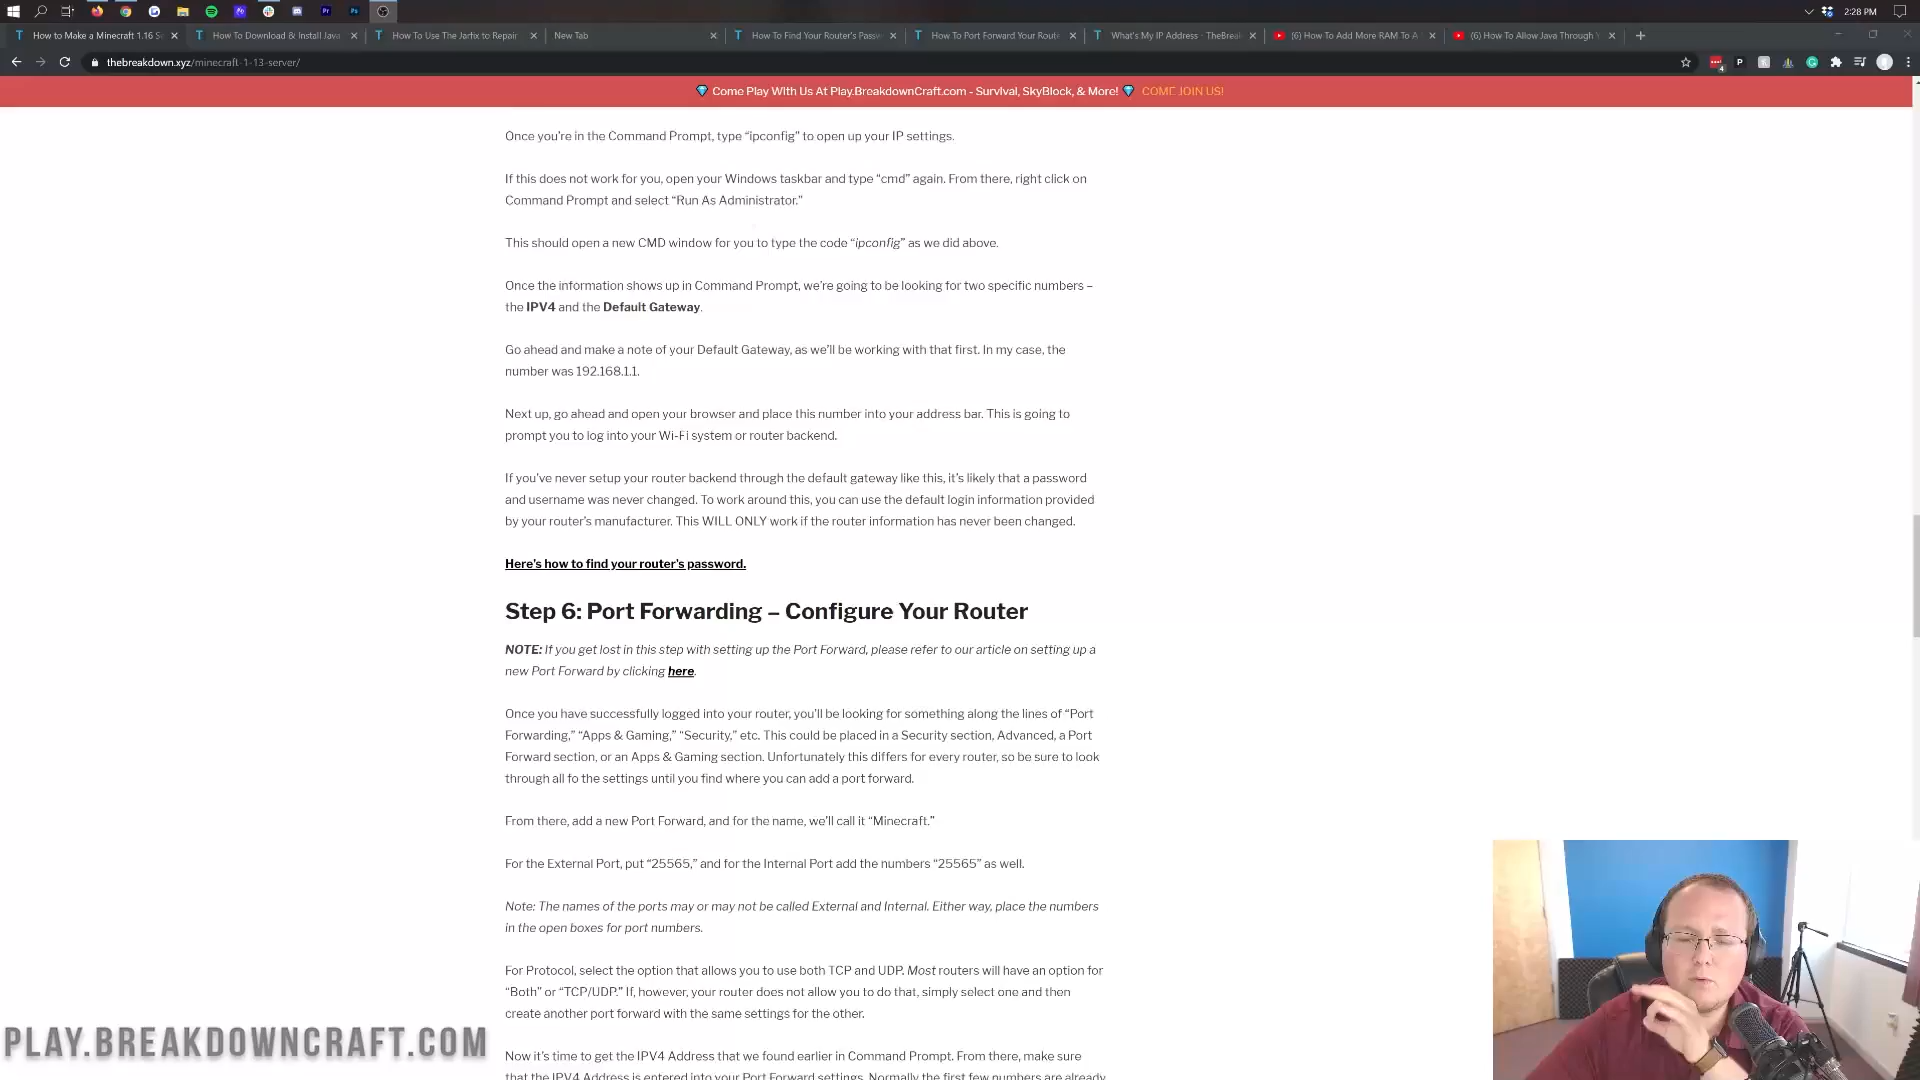 2:28 PM
How to Make a Minecraft 1.16 Se
How To Download & Install Java
How To Use The Jarfix to Repair
New Tab
How To Find Your Router's Passw
How To Port Forward Your Route
What's My IP Address - TheBreak
(6) How To Add More RAM To A
(6) How To Allow Java Through
thebreakdown.xyz/minecraft-1-13-server/
Come Play With Us At Play.BreakdownCraft.com - Survival, SkyBlock, & More! COME JOIN US!
Once you're in the Command Prompt, type “ipconfig” to open up your IP settings.
If this does not work for you, open your Windows taskbar and type “cmd” again. From there, right click on
Command Prompt and select “Run As Administrator.”
This should open a new CMD window for you to type the code “ipconfig” as we did above.
Once the information shows up in Command Prompt, we're going to be looking for two specific numbers –
the IPV4 and the Default Gateway.
Go ahead and make a note of your Default Gateway, as we'll be working with that first. In my case, the
number was 192.168.1.1.
Next up, go ahead and open your browser and place this number into your address bar. This is going to
prompt you to log into your Wi-Fi system or router backend.
If you've never setup your router backend through the default gateway like this, it's likely that a password
and username was never changed. To work around this, you can use the default login information provided
by your router's manufacturer. This WILL ONLY work if the router information has never been changed.
Here's how to find your router's password.
Step 6: Port Forwarding – Configure Your Router
NOTE: If you get lost in this step with setting up the Port Forward, please refer to our article on setting up a
new Port Forward by clicking here.
Once you have successfully logged into your router, you'll be looking for something along the lines of “Port
Forwarding,” “Apps & Gaming,” “Security,” etc. This could be placed in a Security section, Advanced, a Port
Forward section, or an Apps & Gaming section. Unfortunately this differs for every router, so be sure to look
through all fo the settings until you find where you can add a port forward.
From there, add a new Port Forward, and for the name, we'll call it “Minecraft.”
For the External Port, put “25565,” and for the Internal Port add the numbers “25565” as well.
Note: The names of the ports may or may not be called External and Internal. Either way, place the numbers
in the open boxes for port numbers.
For Protocol, select the option that allows you to use both TCP and UDP. Most routers will have an option for
“Both” or “TCP/UDP.” If, however, your router does not allow you to do that, simply select one and then
create another port forward with the same settings for the other.
Now it's time to get the IPV4 Address that we found earlier in Command Prompt. From there, make sure
that the IPV4 Address is entered into your Port Forward settings. Normally the first few numbers are already
PLAY.BREAKDOWNCRAFT.COM